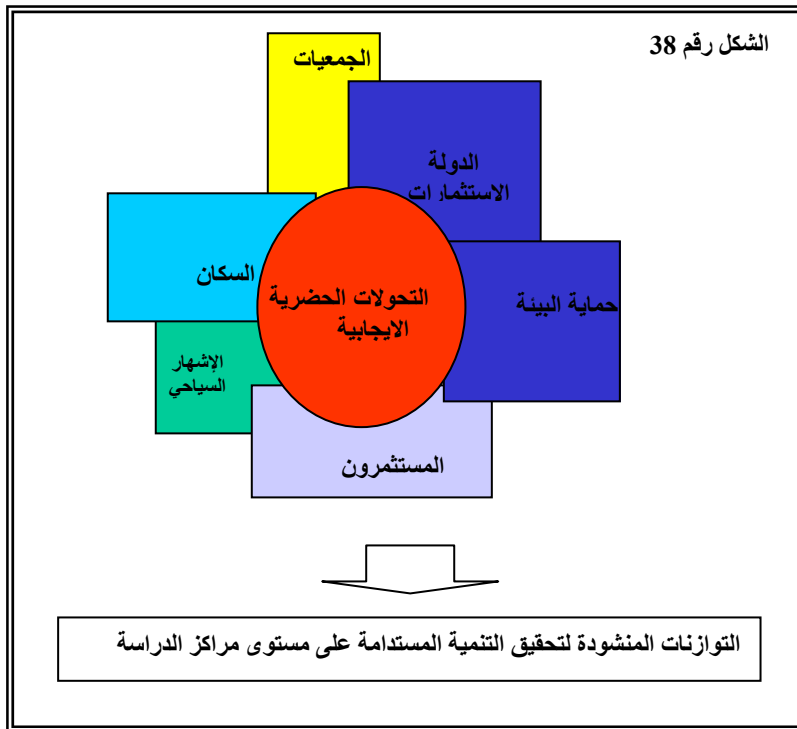 الشكل رقم 38
الجمعيات
الدولة
الاستثمارات
السكان
التحولات الحضرية
الايجابية
حماية البيئة
الإشهار
السياحي
المستثمرون
التوازنات المنشودة لتحقيق التنمية المستدامة على مستوى مراكز الدراسة